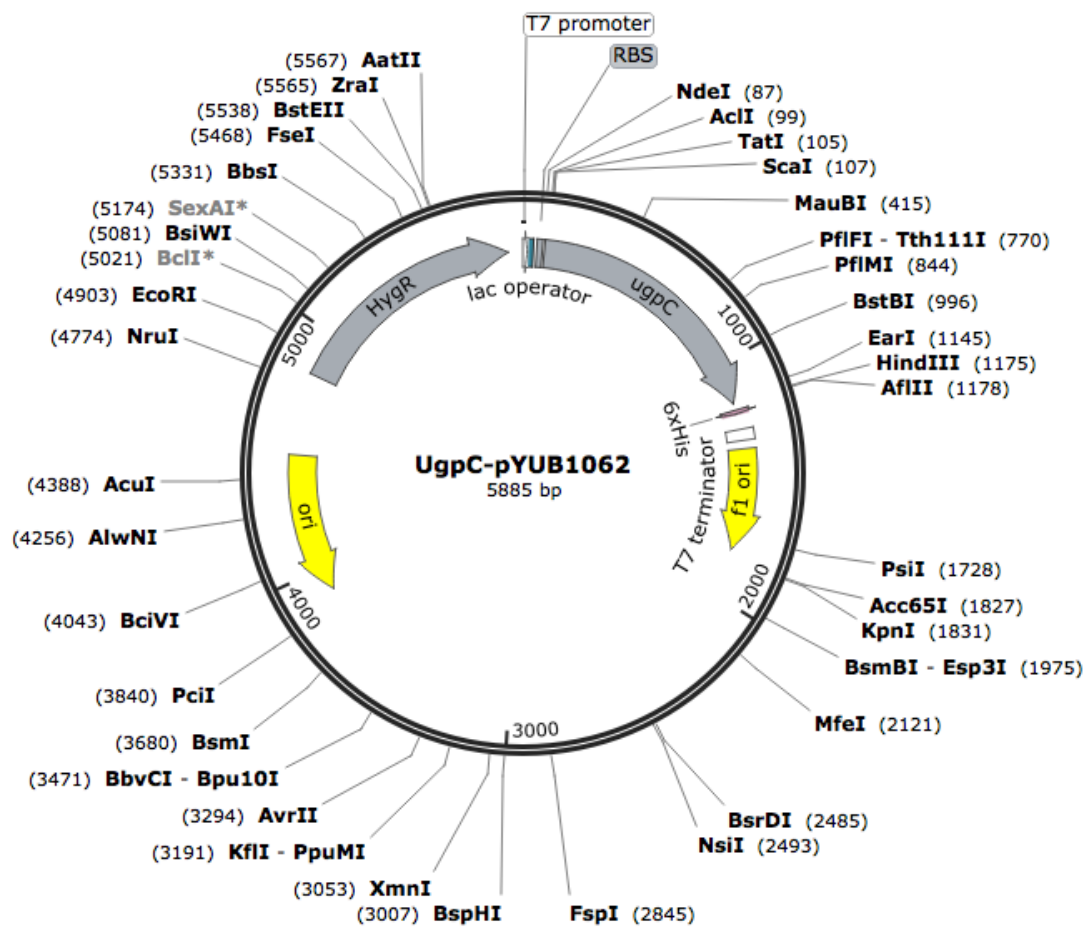 T7 promoter
RBS
(5567) AatII
(5565) ZraI
(5538) BstEII
(5468) FseI
(5331) BbsI
(5174) SexAI*
(5081) BsiWI
(5021) BclI*
(4903) EcoRI
(4774) NruI
(4388) AcuI
(4256) AlwNI
(4043) BciVI
(3840) PciI
(3680) BsmI
(3471) BbvCI - Bpu10I
(3294) AvrII
(3191) KflI - PpuMI
(3053) XmnI
(3007) BspHI
NdeI (87)
AclI (99)
TatI (105)
ScaI (107)
MauBI (415)
PflFI - Tth111I (770)
PflMI (844)
BstBI (996)
EarI (1145)
HindIII (1175)
AflII (1178)
PsiI (1728)
Acc65I (1827)
KpnI (1831)
BsmBI - Esp3I (1975)
MfeI (2121)
BsrDI (2485)
NsiI (2493)
FspI (2845)
HygR
lac operator
ugpC
6xHis
T7 terminator
f1 ori
ori
1000
2000
3000
4000
5000
UgpC-pYUB1062
5885 bp